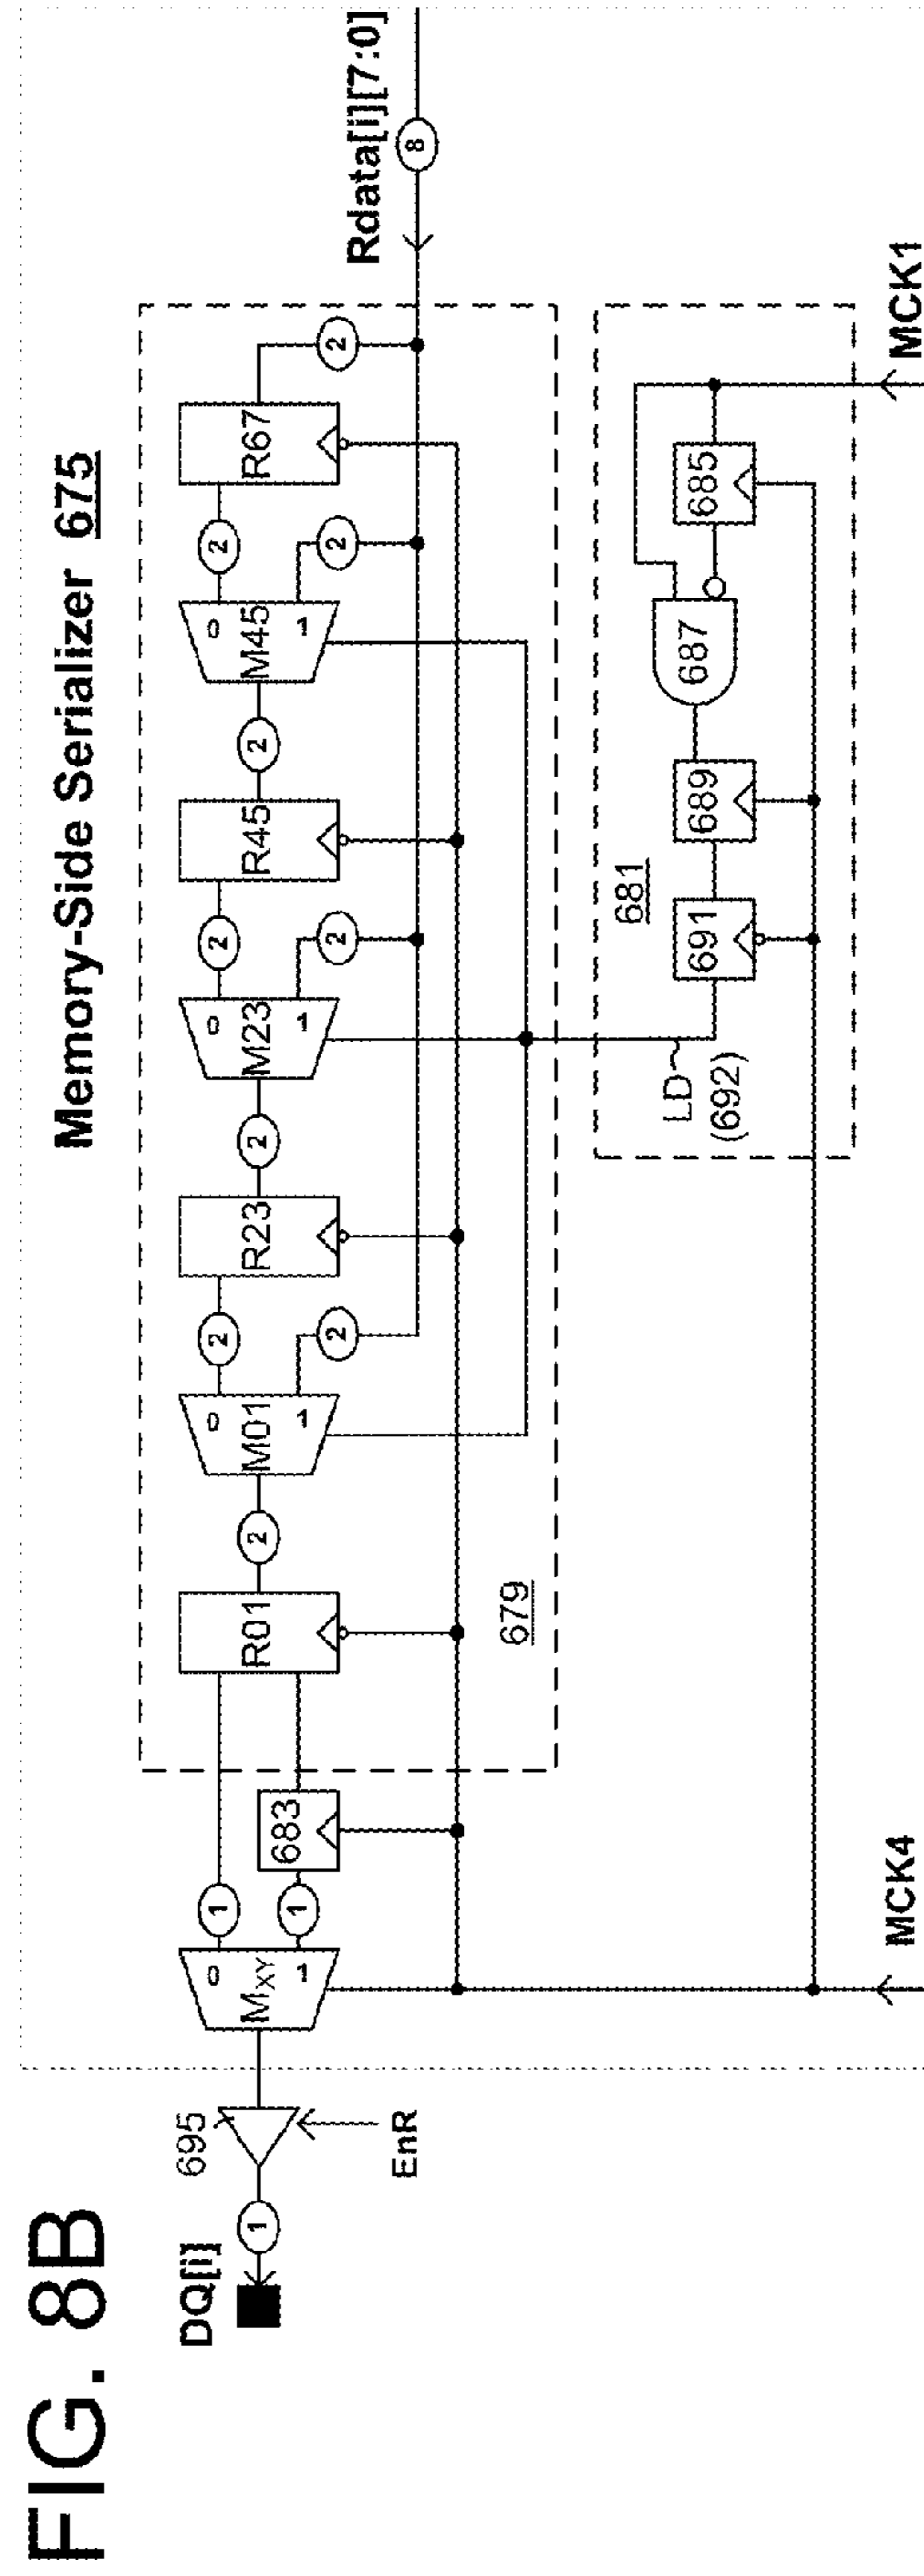 FIG. 8B
Memory-Side Serializer 675
DQ[i]
1
695
EnR
0
1
MXY
1
1
683
R01
2
0
1
M01
2
2
R23
2
0
1
M23
2
2
R45
2
0
1
M45
2
2
R67
2
Rdata[i][7:0]
8
679
681
LD
(692)
691
689
687
685
MCK4
MCK1